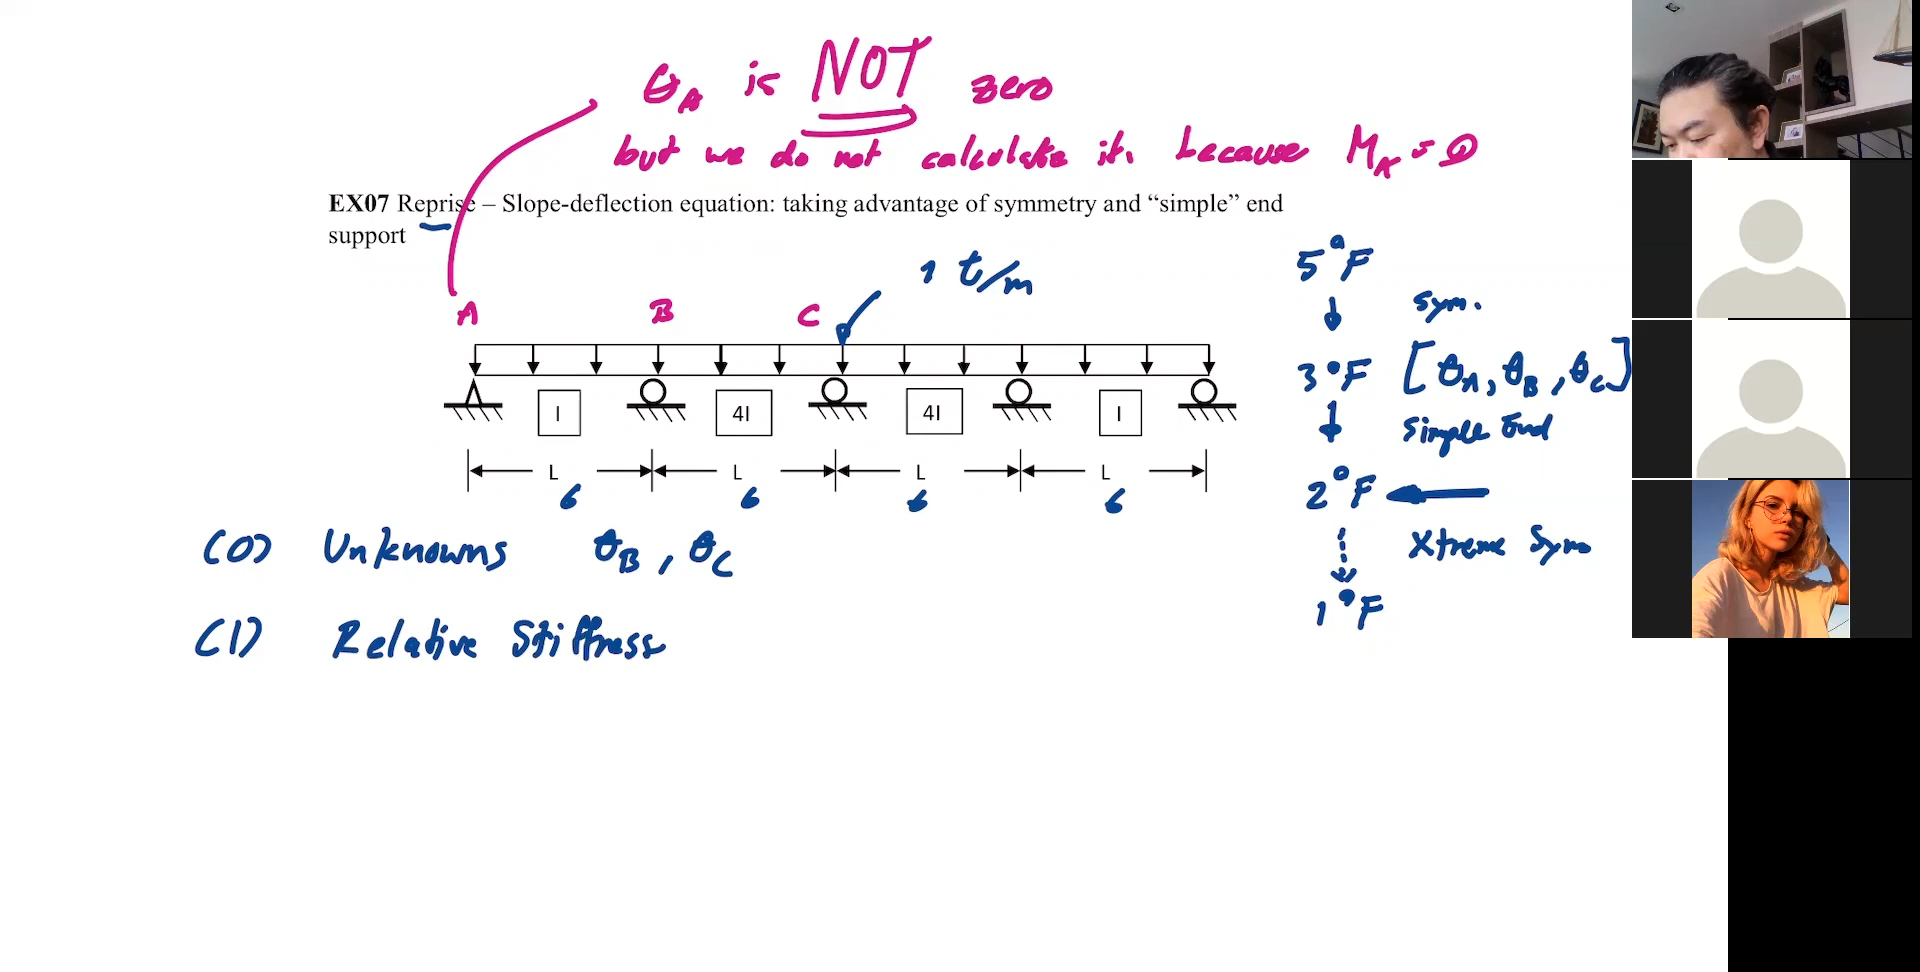 θA is NOT zero
but we do not calculate it. because MA = 0
EX07 Reprise – Slope-deflection equation: taking advantage of symmetry and “simple” end
support
1 t/m
A B C
I 4I 4I I
L L L L
6 6 6 6
5°F
sym.
3°F [θA, θB, θC]
Simple End
2°F
Xtreme Sym
1°F
(0) Unknowns θB, θC
(1) Relative Stiffness